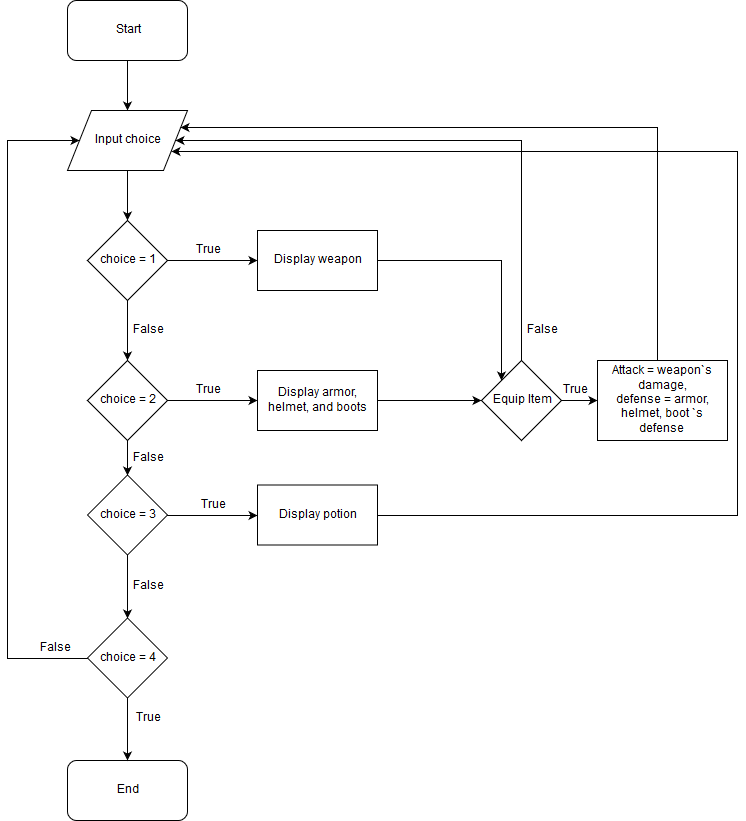 Start
Input choice
choice = 1
True
Display weapon
False
False
choice = 2
True
Display armor,
helmet, and boots
Equip Item
True
Attack = weapon`s
damage,
defense = armor,
helmet, boot `s
defense
False
choice = 3
True
Display potion
False
choice = 4
False
True
End